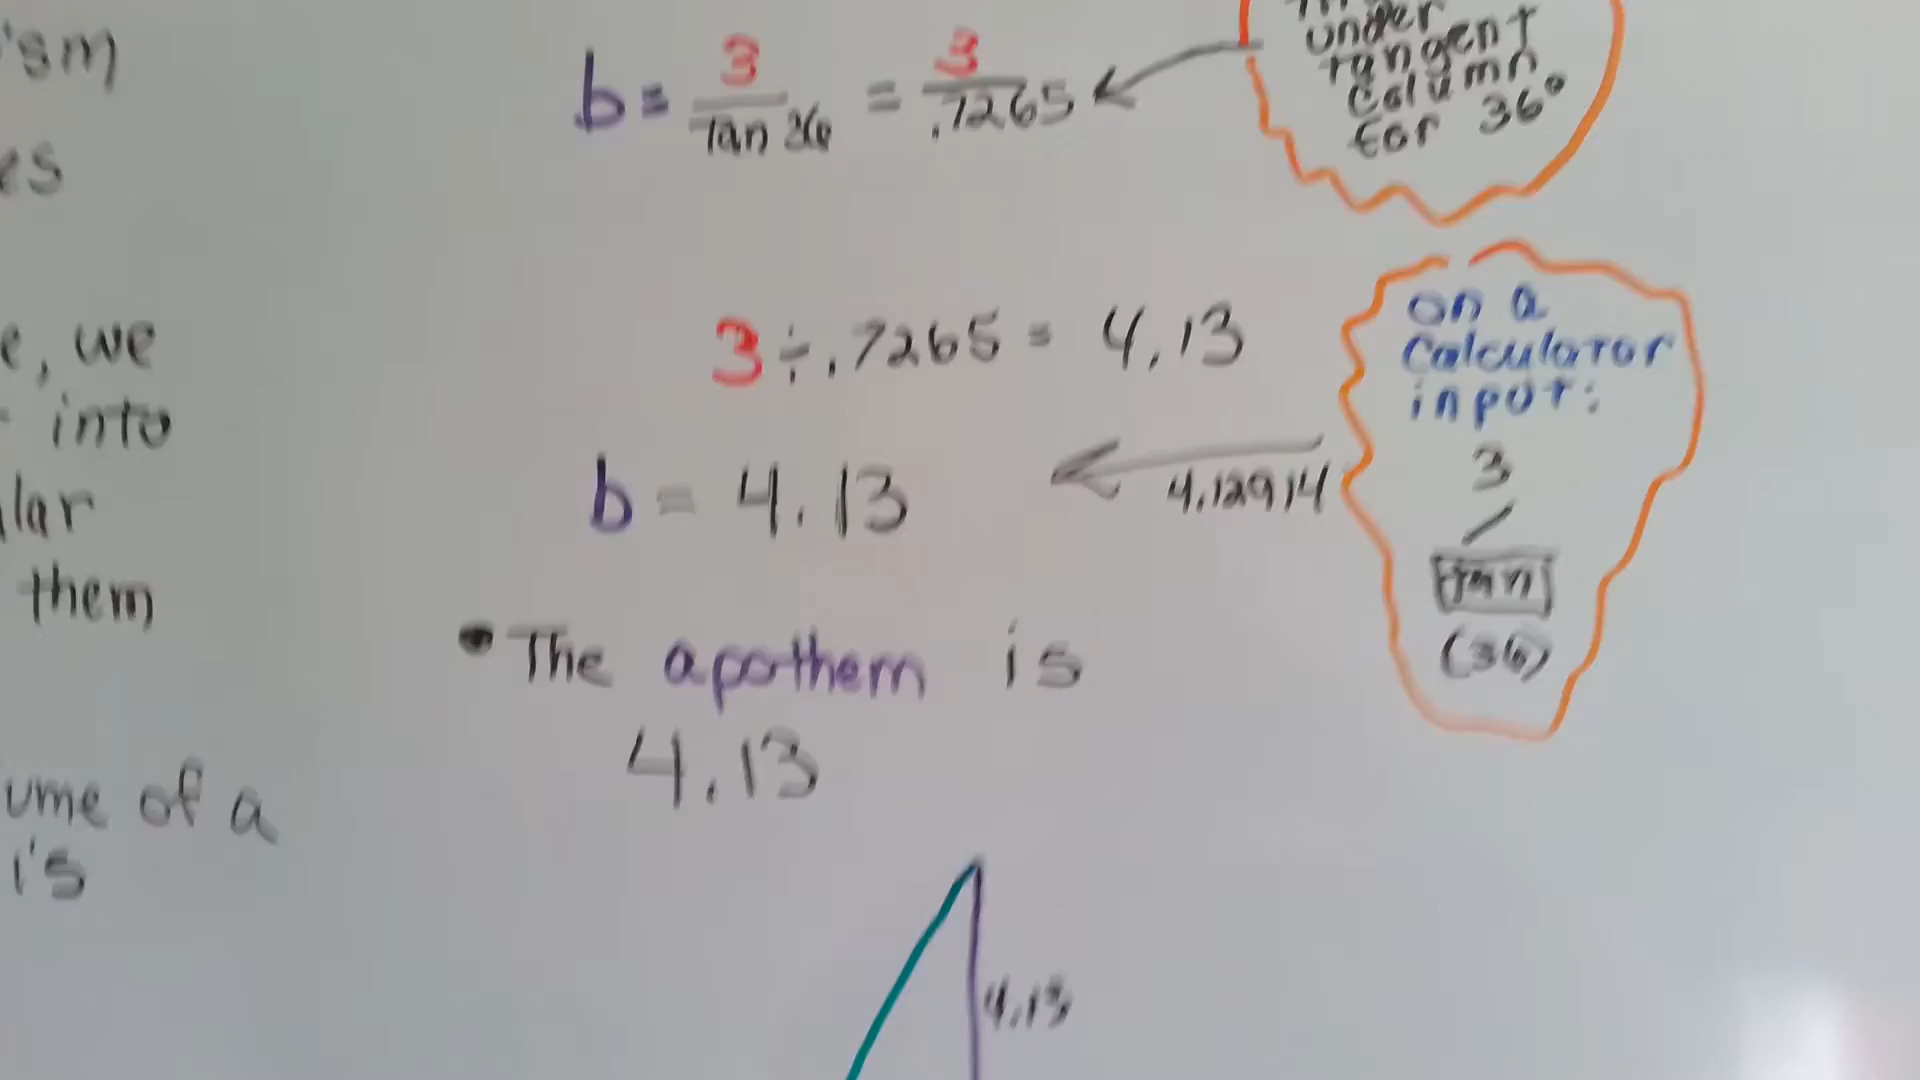 ism
es
e, we
into
lar
them
ume of a
is
b = 3/Tan 36 = 3/.7265
3 ÷ .7265 = 4.13
b = 4.13
4.12914
• The apothem is
4.13
4.13
under
tangent
column
for 36°
on a
calculator
input:
3
/
tan
(36)